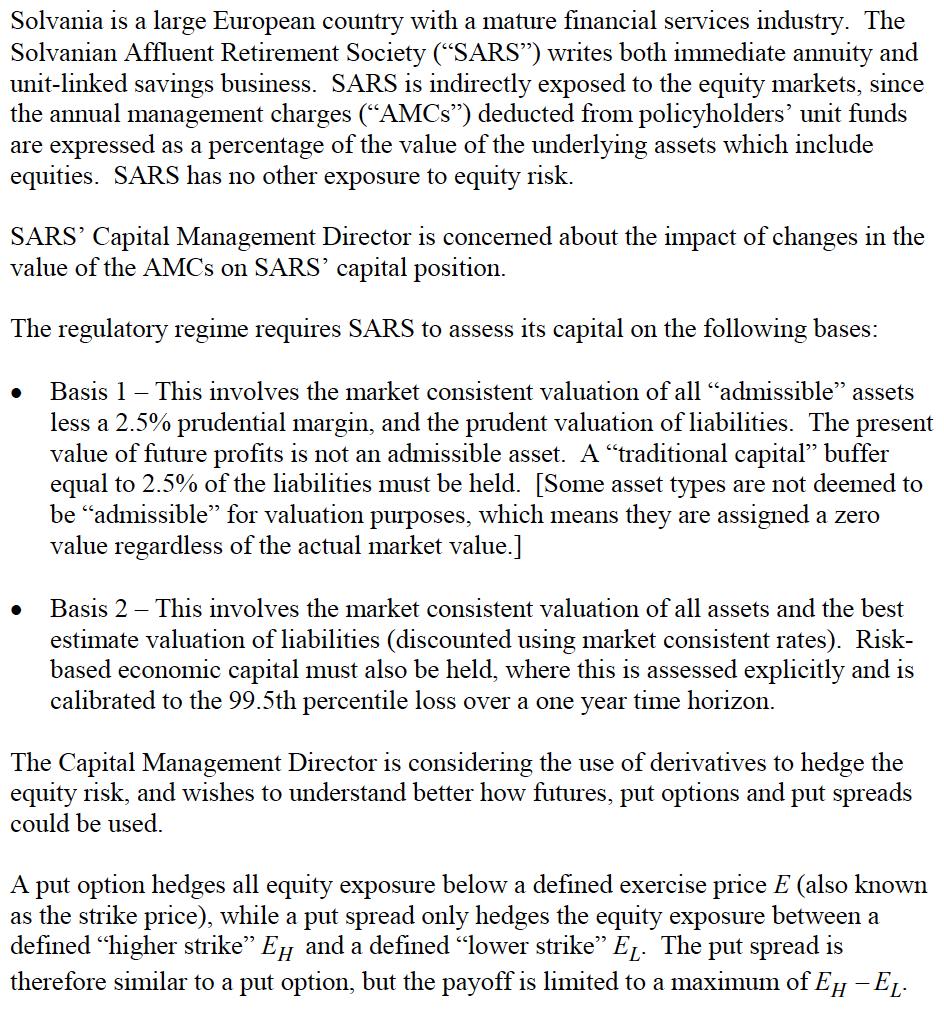 Solvania is a large European country with a mature financial services industry.  The
Solvanian Affluent Retirement Society (“SARS”) writes both immediate annuity and
unit-linked savings business.  SARS is indirectly exposed to the equity markets, since
the annual management charges (“AMCs”) deducted from policyholders’ unit funds
are expressed as a percentage of the value of the underlying assets which include
equities.  SARS has no other exposure to equity risk.
SARS’ Capital Management Director is concerned about the impact of changes in the
value of the AMCs on SARS’ capital position.
The regulatory regime requires SARS to assess its capital on the following bases:
• Basis 1 – This involves the market consistent valuation of all “admissible” assets
less a 2.5% prudential margin, and the prudent valuation of liabilities.  The present
value of future profits is not an admissible asset.  A “traditional capital” buffer
equal to 2.5% of the liabilities must be held.  [Some asset types are not deemed to
be “admissible” for valuation purposes, which means they are assigned a zero
value regardless of the actual market value.]
• Basis 2 – This involves the market consistent valuation of all assets and the best
estimate valuation of liabilities (discounted using market consistent rates).  Risk-
based economic capital must also be held, where this is assessed explicitly and is
calibrated to the 99.5th percentile loss over a one year time horizon.
The Capital Management Director is considering the use of derivatives to hedge the
equity risk, and wishes to understand better how futures, put options and put spreads
could be used.
A put option hedges all equity exposure below a defined exercise price E (also known
as the strike price), while a put spread only hedges the equity exposure between a
defined “higher strike” E_H and a defined “lower strike” E_L.  The put spread is
therefore similar to a put option, but the payoff is limited to a maximum of E_H − E_L.